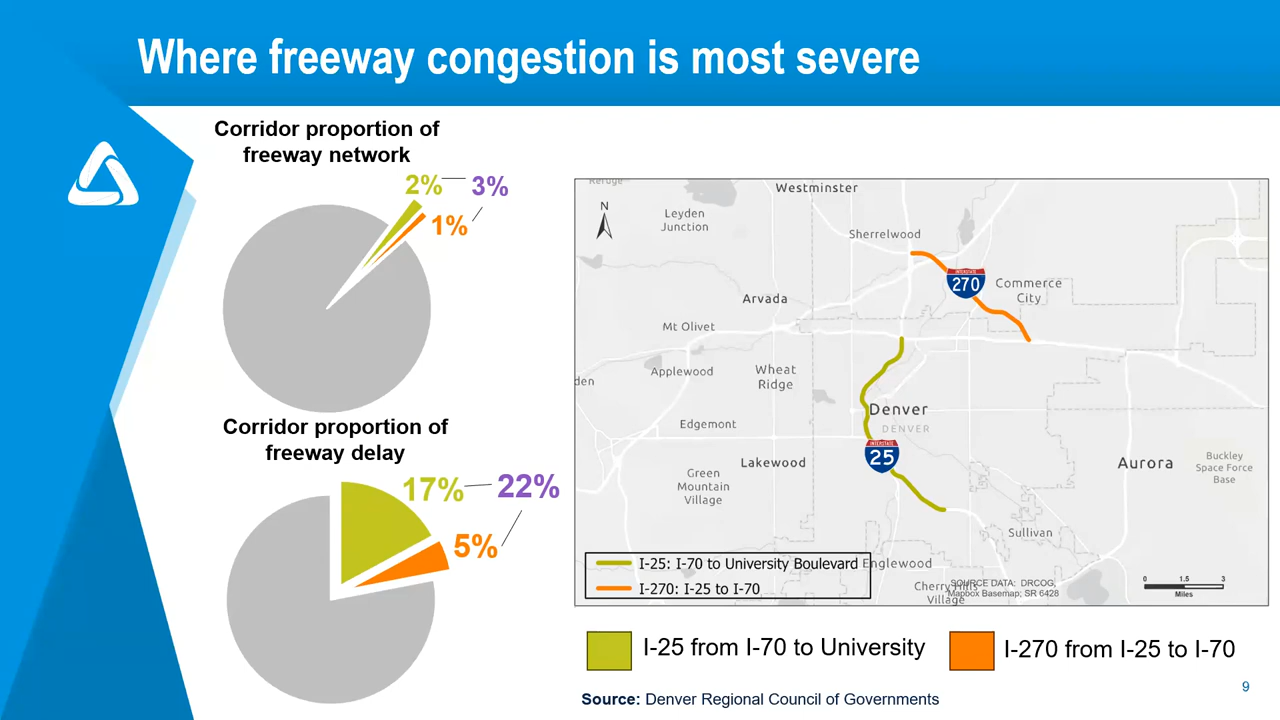 Where freeway congestion is most severe
Corridor proportion of
freeway network
2%
3%
1%
Corridor proportion of
freeway delay
17%
22%
5%
Refuge
Westminster
N
Leyden
Junction
Sherrelwood
INTERSTATE
270
Commerce
City
Arvada
Mt Olivet
Applewood
Wheat
Ridge
den
Denver
DENVER
Edgemont
INTERSTATE
25
Lakewood
Aurora
Buckley
Space Force
Base
Green
Mountain
Village
Sullivan
I-25: I-70 to University Boulevard
Englewood
I-270: I-25 to I-70
Cherry Hills
Village
SOURCE DATA: DRCOG,
Mapbox Basemap; SR 6428
0 1.5 3
Miles
I-25 from I-70 to University
I-270 from I-25 to I-70
Source: Denver Regional Council of Governments
9